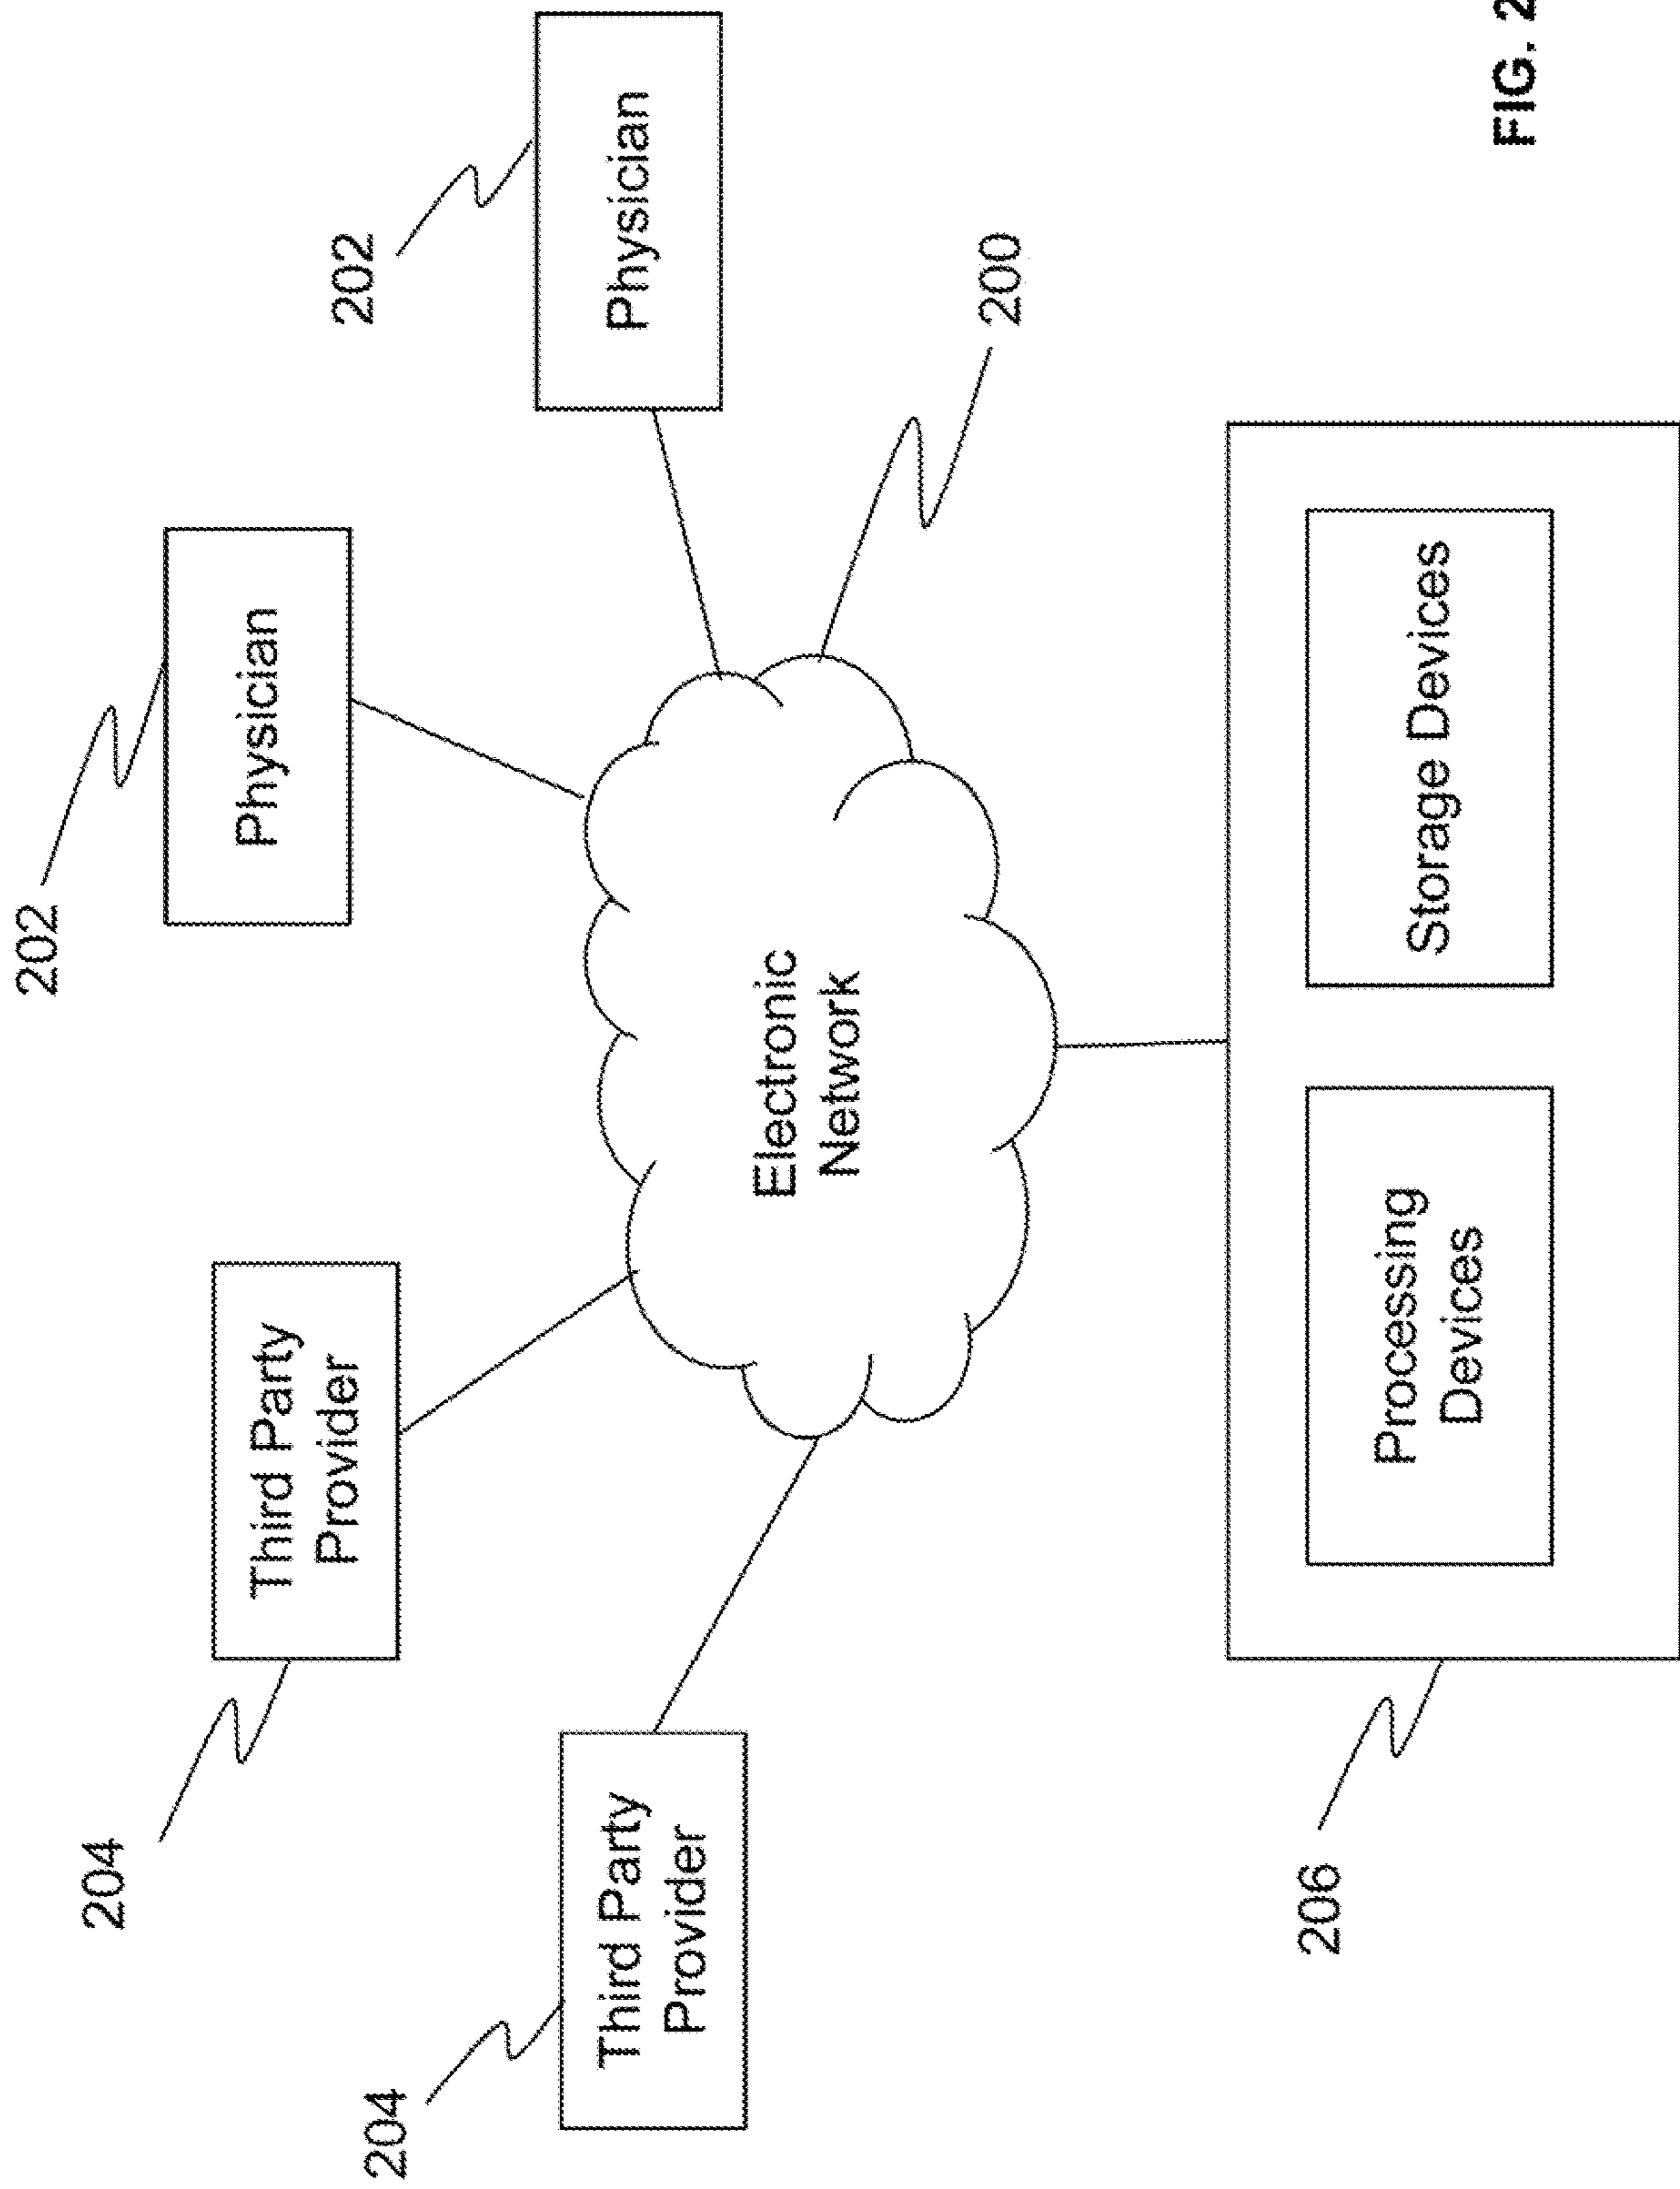 202
Physician
202
Physician
204
Third Party
Provider
204
Third Party
Provider
Electronic
Network
200
206
Processing
Devices
Storage Devices
FIG. 2